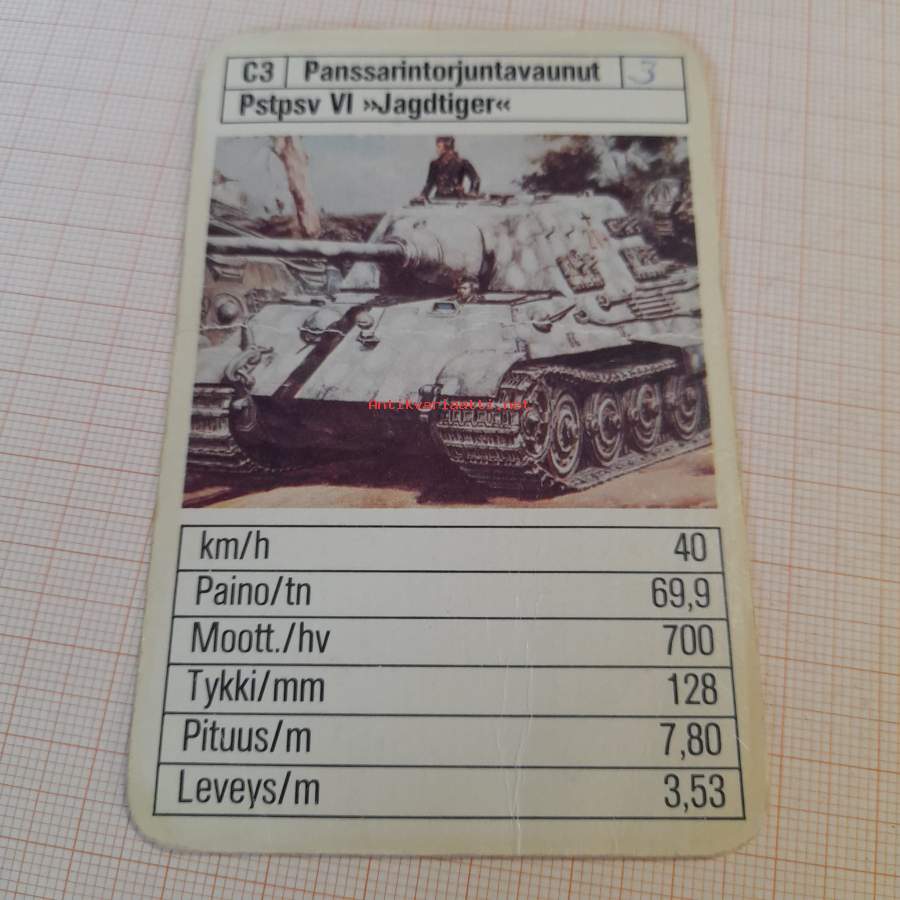 C3 Panssarintorjuntavaunut 3
Pstpsv VI »Jagdtiger«
Antikvariaatti.net
km/h 40
Paino/tn 69,9
Moott./hv 700
Tykki/mm 128
Pituus/m 7,80
Leveys/m 3,53